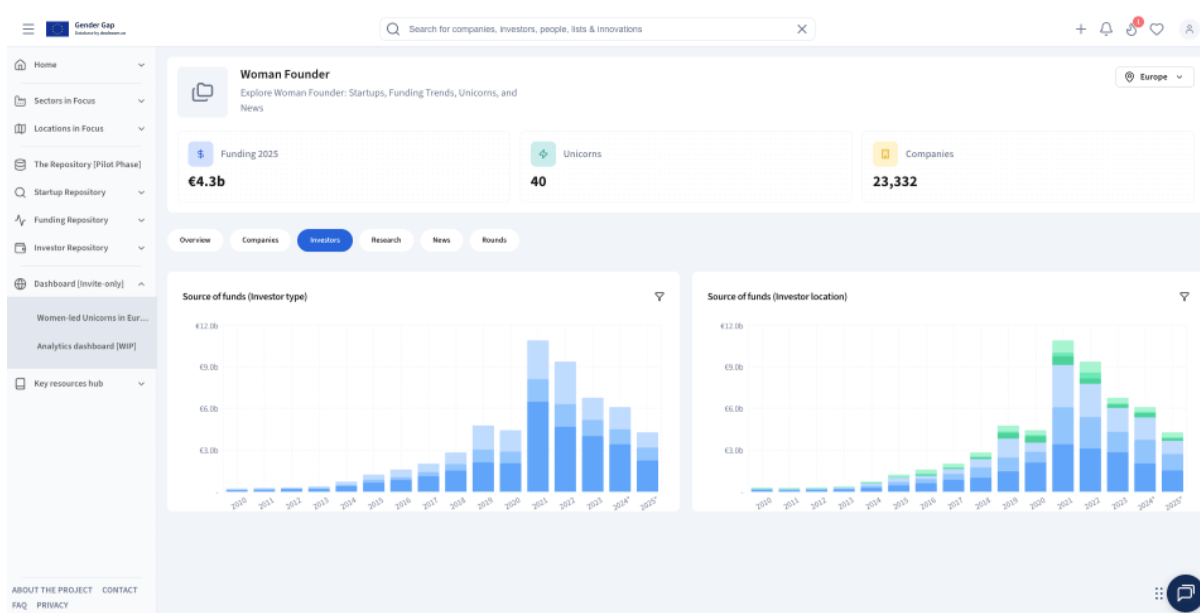 Gender Gap
Database by dealroom.co
Search for companies, investors, people, lists & innovations
1
Home
Sectors in Focus
Locations in Focus
The Repository [Pilot Phase]
Startup Repository
Funding Repository
Investor Repository
Dashboard [Invite-only]
Women-led Unicorns in Eur...
Analytics dashboard [WIP]
Key resources hub
ABOUT THE PROJECT CONTACT
FAQ PRIVACY
Woman Founder
Explore Woman Founder: Startups, Funding Trends, Unicorns, and
News
Europe
Funding 2025
€4.3b
Unicorns
40
Companies
23,332
Overview Companies Investors Research News Rounds
Source of funds (Investor type)
€12.0b
€9.0b
€6.0b
€3.0b
-
2010 2011 2012 2013 2014 2015 2016 2017 2018 2019 2020 2021 2022 2023 2024* 2025*
Source of funds (Investor location)
€12.0b
€9.0b
€6.0b
€3.0b
-
2010 2011 2012 2013 2014 2015 2016 2017 2018 2019 2020 2021 2022 2023 2024* 2025*